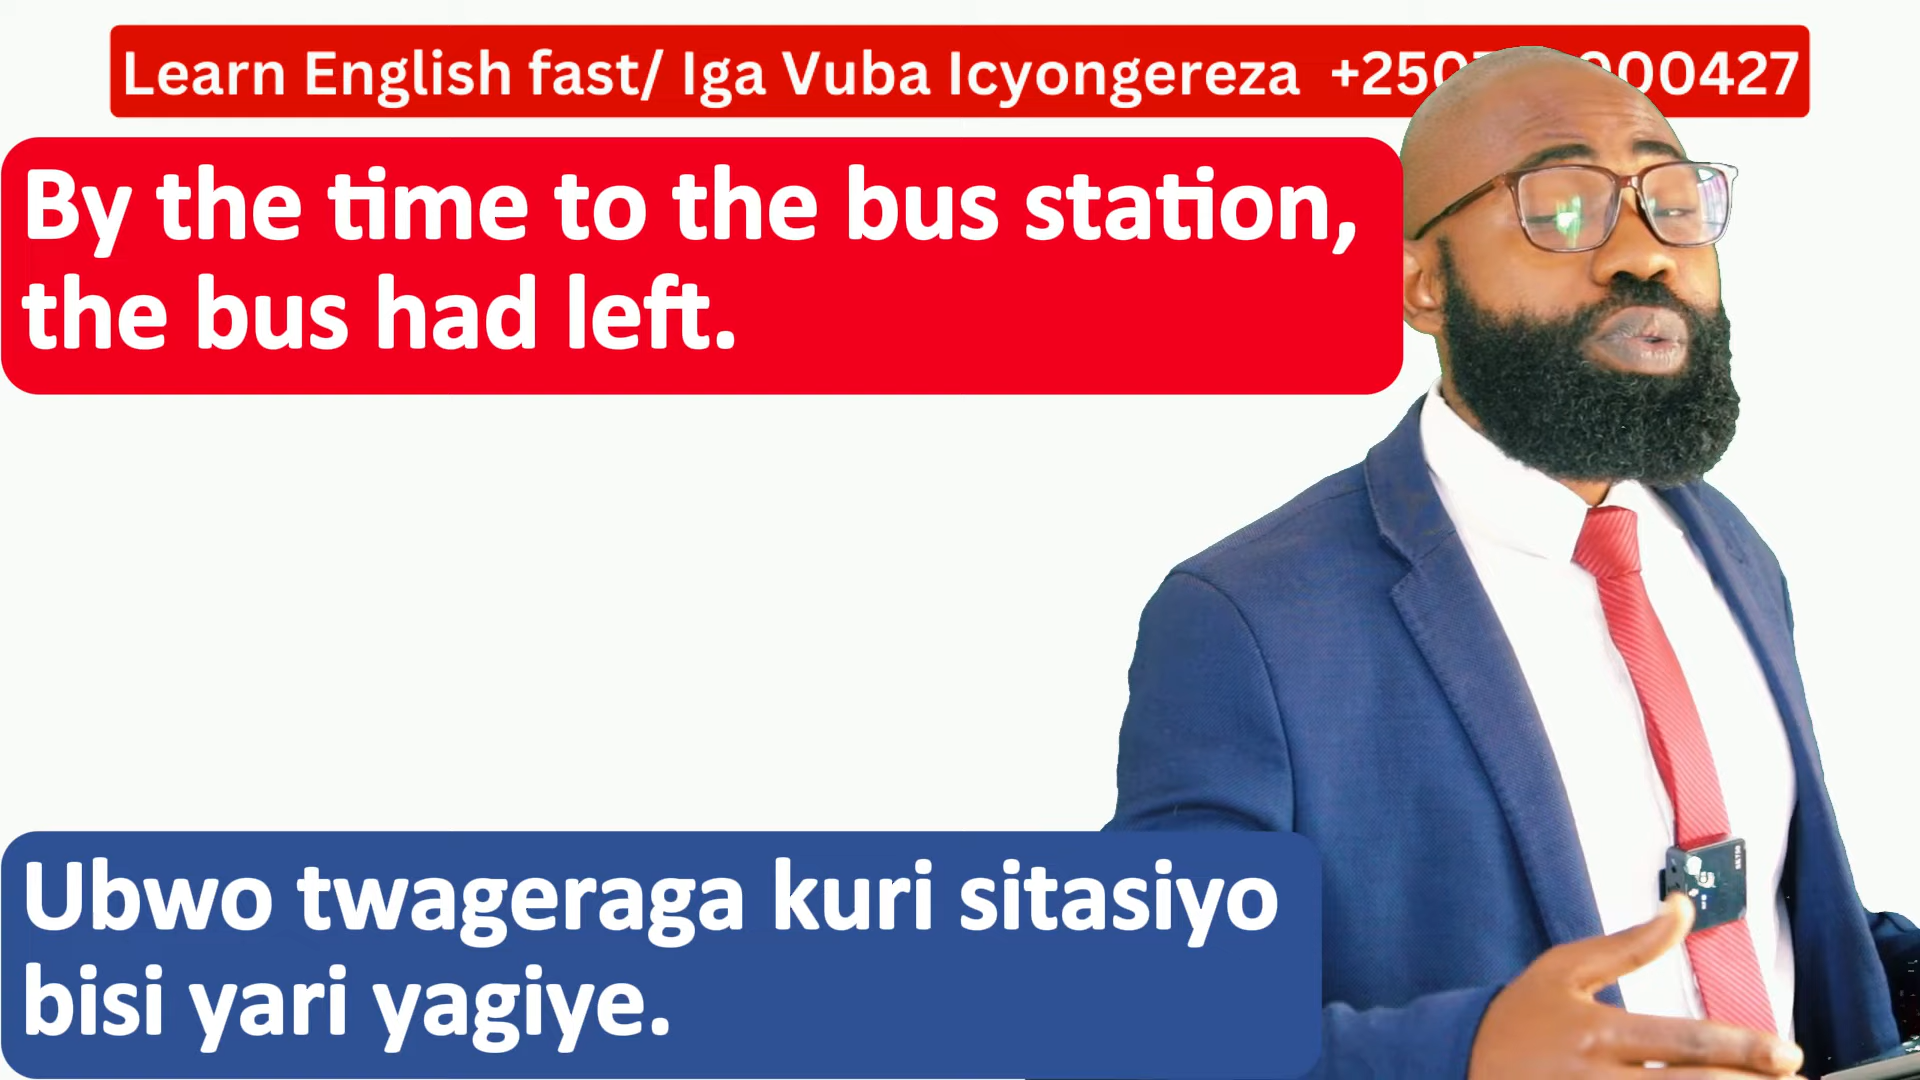 Learn English fast/ Iga Vuba Icyongereza
By the time to the bus station,
the bus had left.
Ubwo twageraga kuri sitasiyo
bisi yari yagiye.